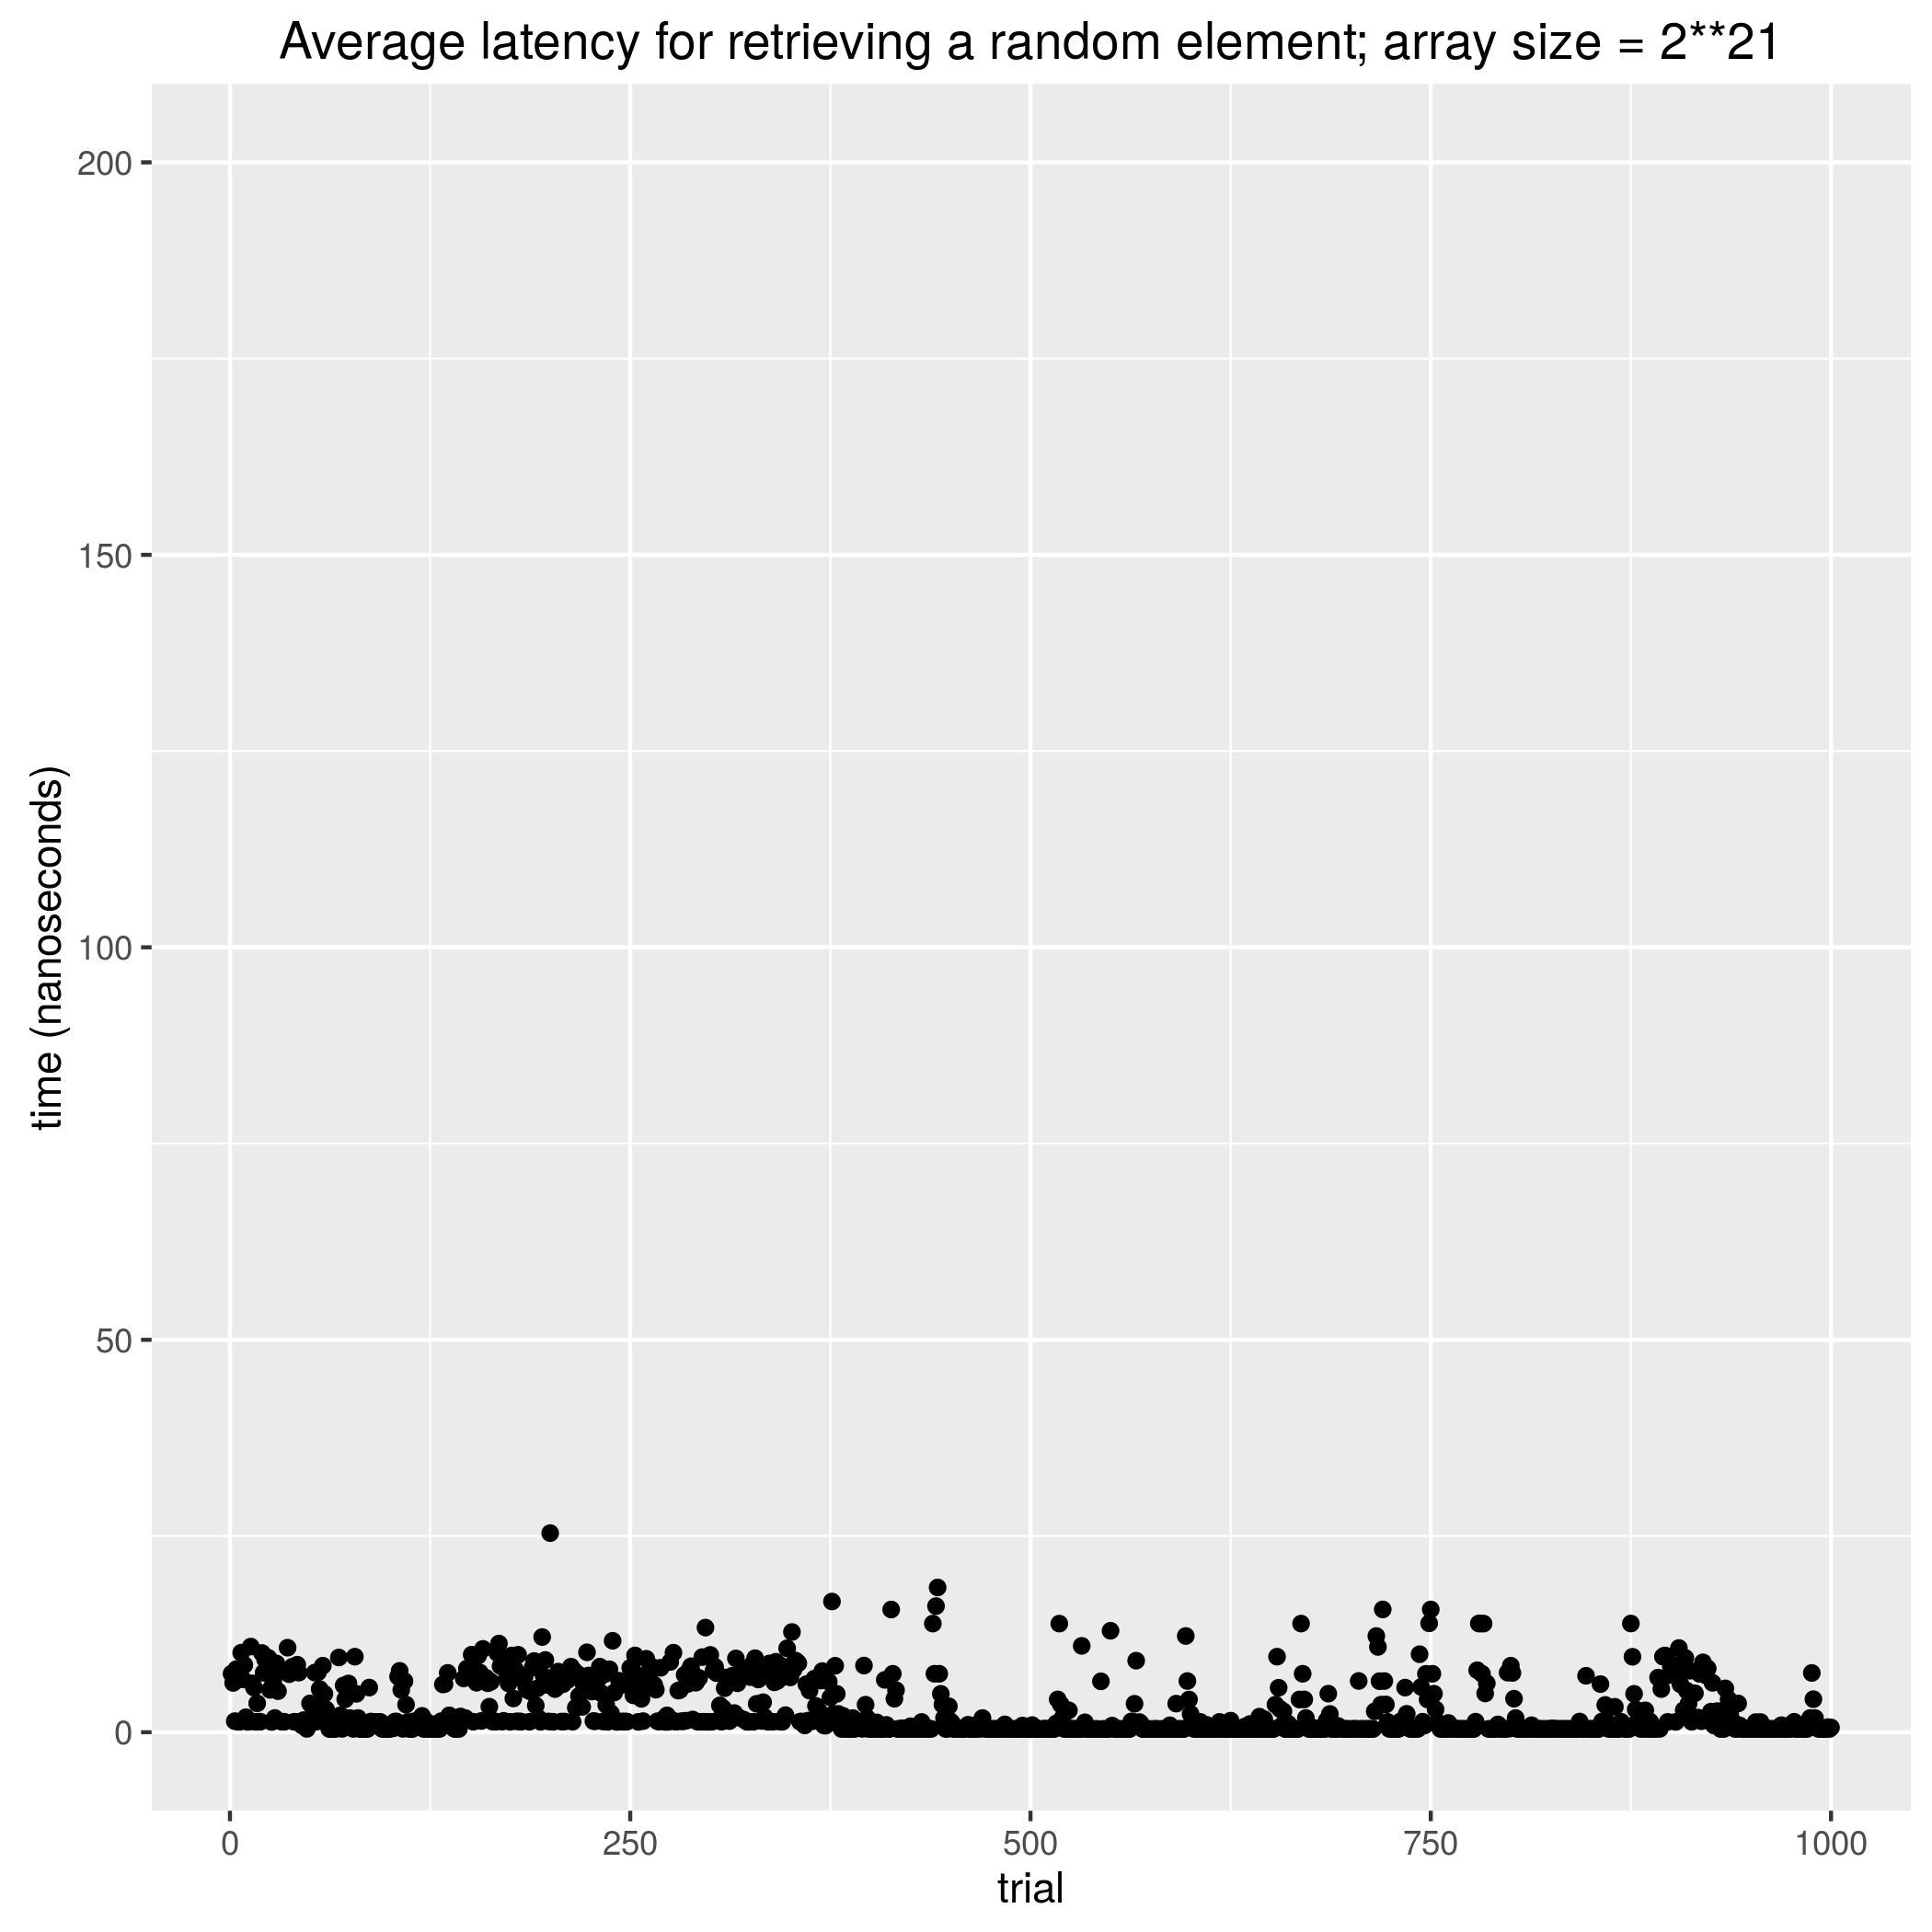 Average latency for retrieving a random element; array size = 2**21
200
150
100
50
0
time (nanoseconds)
0 250 500 750 1000
trial